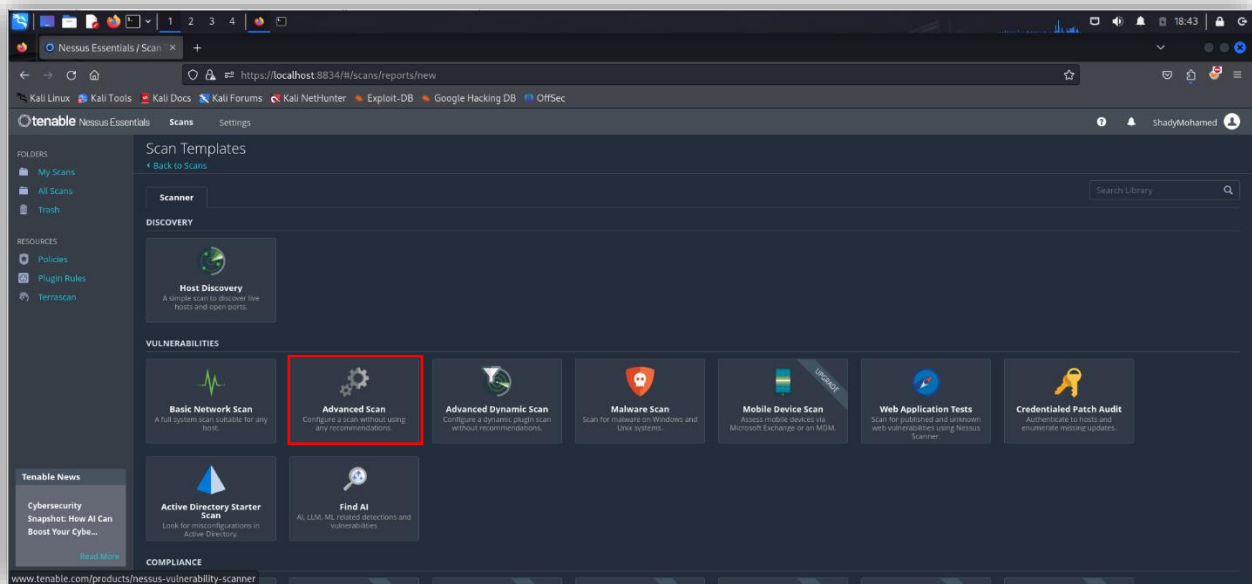 1 2 3 4
18:43
Nessus Essentials / Scan T
https://localhost:8834/#/scans/reports/new
Kali Linux Kali Tools Kali Docs Kali Forums Kali NetHunter Exploit-DB Google Hacking DB OffSec
tenable Nessus Essentials Scans Settings ShadyMohamed
FOLDERS
My Scans
All Scans
Trash
RESOURCES
Policies
Plugin Rules
Terrascan
Tenable News
Cybersecurity
Snapshot: How AI Can
Boost Your Cybe...
Read More
Scan Templates
Back to Scans
Scanner
Search Library
DISCOVERY
Host Discovery
A simple scan to discover live
hosts and open ports.
VULNERABILITIES
Basic Network Scan
A full system scan suitable for any
host.
Advanced Scan
Configure a scan without using
any recommendations.
Advanced Dynamic Scan
Configure a dynamic plugin scan
without recommendations.
Malware Scan
Scan for malware on Windows and
Unix systems.
UPGRADE
Mobile Device Scan
Assess mobile devices via
Microsoft Exchange or an MDM.
Web Application Tests
Scan for published and unknown
web vulnerabilities using Nessus
Scanner.
Credentialed Patch Audit
Authenticate to hosts and
enumerate missing updates.
Active Directory Starter
Scan
Look for misconfigurations in
Active Directory.
Find AI
AI, LLM, ML related detections and
vulnerabilities
COMPLIANCE
www.tenable.com/products/nessus-vulnerability-scanner